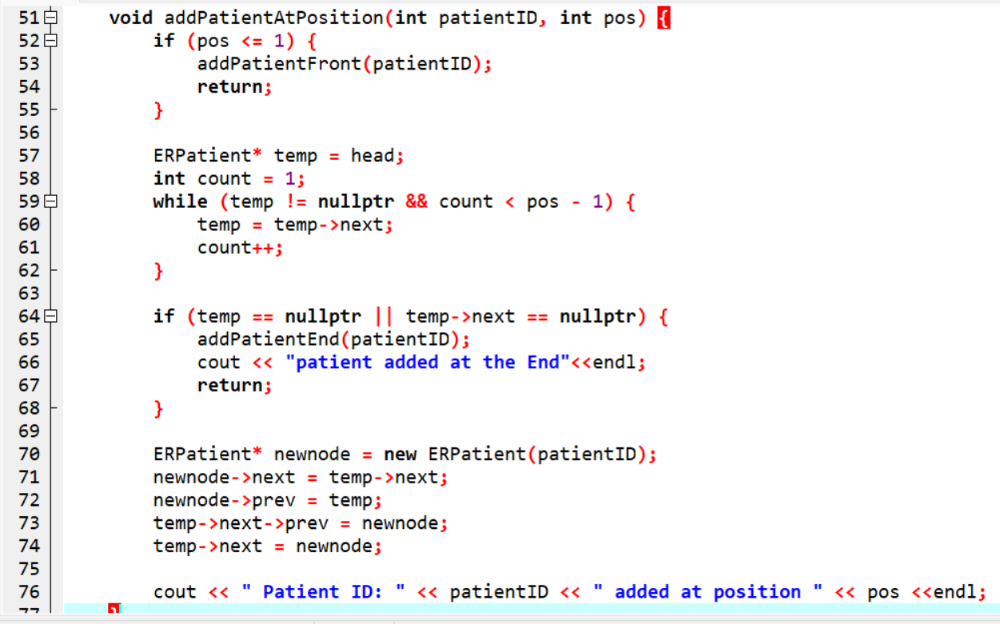 51 void addPatientAtPosition(int patientID, int pos) {
52 if (pos <= 1) {
53 addPatientFront(patientID);
54 return;
55 }
56
57 ERPatient* temp = head;
58 int count = 1;
59 while (temp != nullptr && count < pos - 1) {
60 temp = temp->next;
61 count++;
62 }
63
64 if (temp == nullptr || temp->next == nullptr) {
65 addPatientEnd(patientID);
66 cout << "patient added at the End"<<endl;
67 return;
68 }
69
70 ERPatient* newnode = new ERPatient(patientID);
71 newnode->next = temp->next;
72 newnode->prev = temp;
73 temp->next->prev = newnode;
74 temp->next = newnode;
75
76 cout << " Patient ID: " << patientID << " added at position " << pos <<endl;
77 }